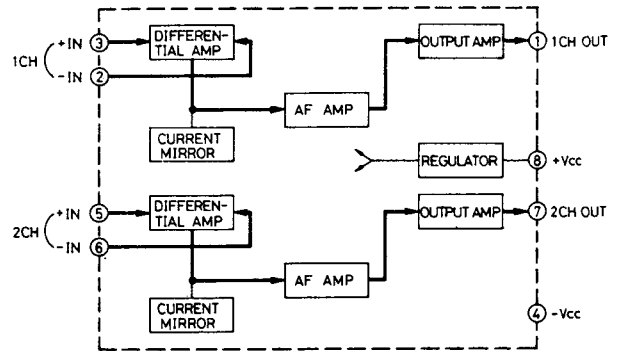 +IN
3
DIFFEREN-
TIAL AMP
OUTPUT AMP
1
1CH OUT
1CH
-IN
2
AF AMP
CURRENT
MIRROR
REGULATOR
8
+Vcc
+IN
5
DIFFEREN-
TIAL AMP
OUTPUT AMP
7
2CH OUT
2CH
-IN
6
AF AMP
CURRENT
MIRROR
4
-Vcc